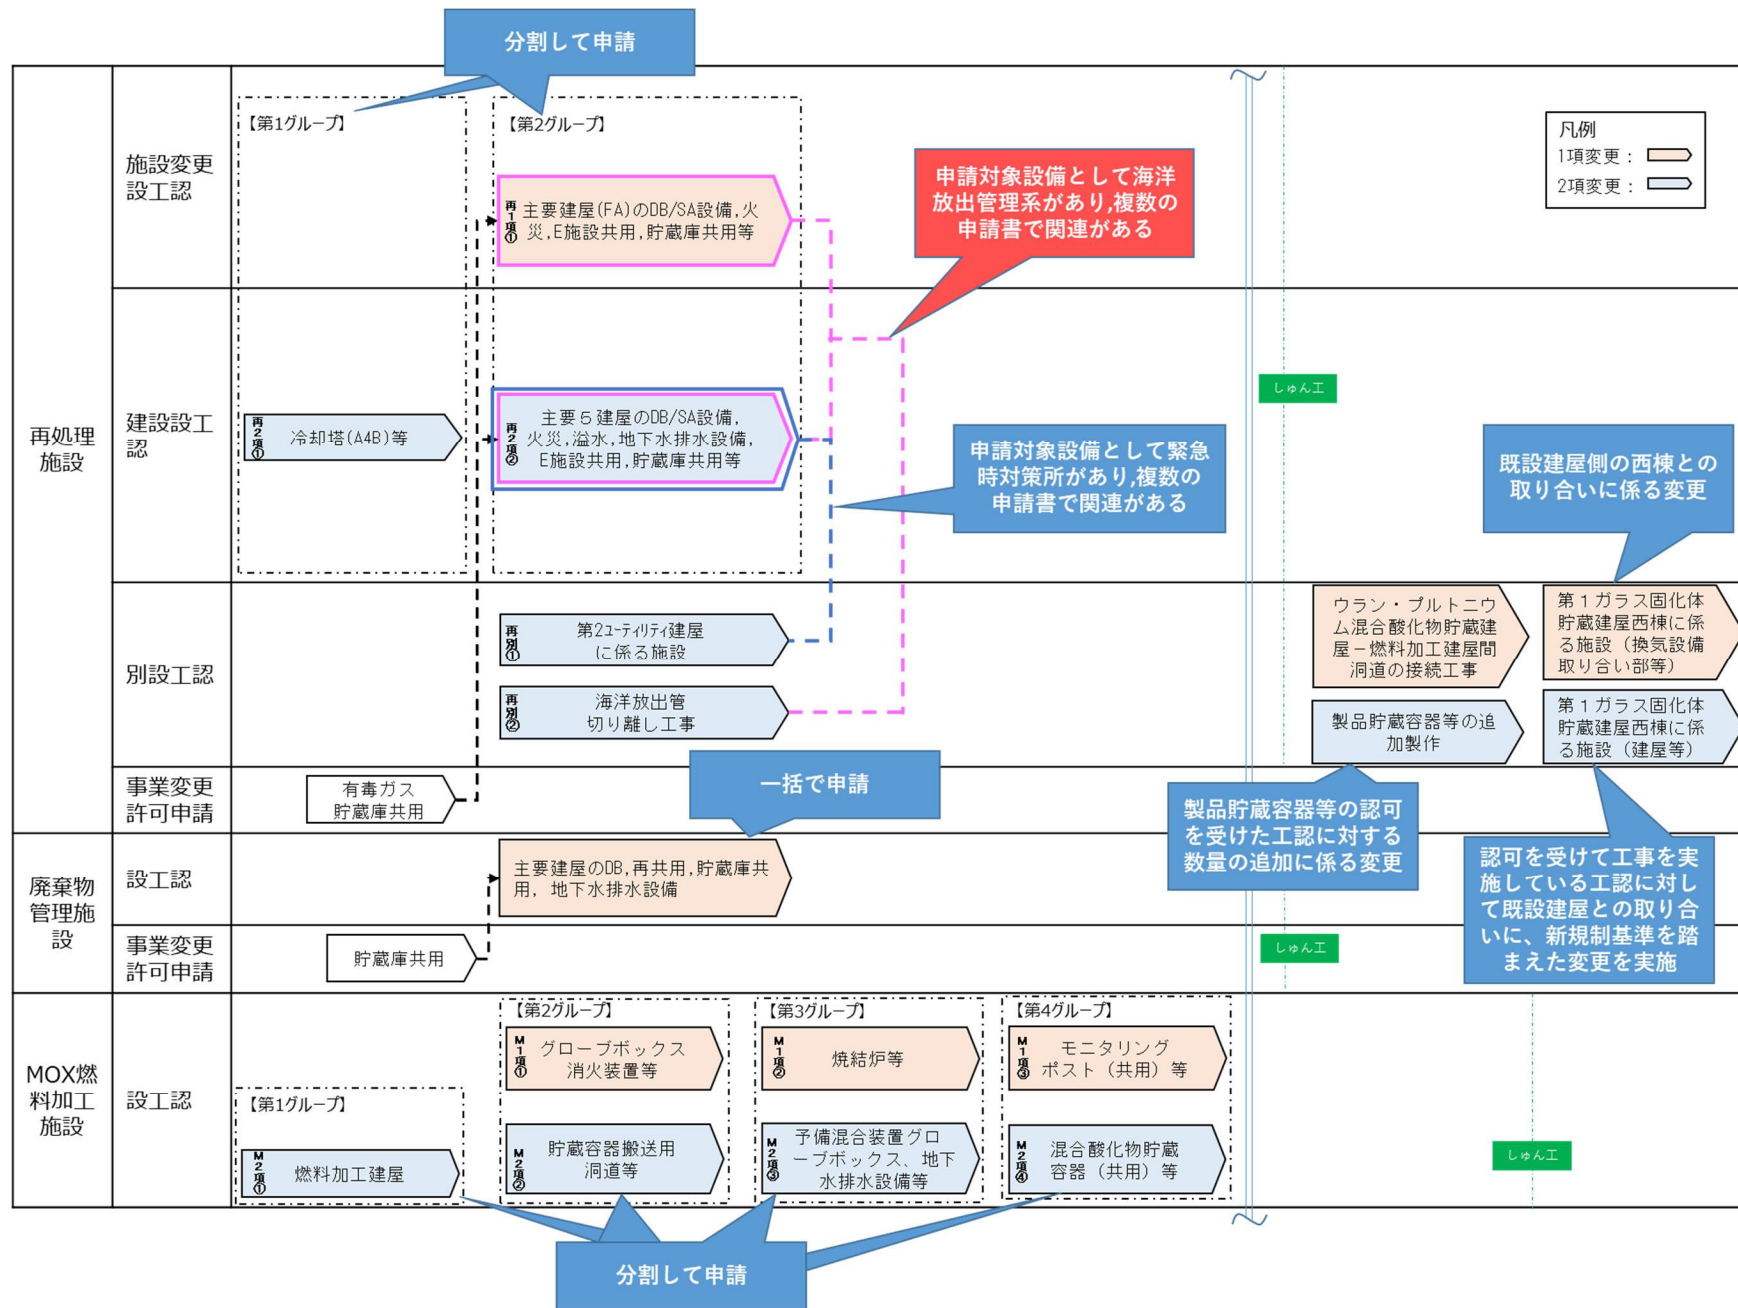 分割して申請
再処理
施設
施設変更
設工認
【第1グループ】
【第2グループ】
再1項①
主要建屋(FA)のDB/SA設備,火
災,E施設共用,貯蔵庫共用等
申請対象設備として海洋
放出管理系があり,複数の
申請書で関連がある
凡例
1項変更：
2項変更：
建設設工
認
再2項①
冷却塔(A4B)等
再2項②
主要５建屋のDB/SA設備,
火災,溢水,地下水排水設備,
E施設共用,貯蔵庫共用等
申請対象設備として緊急
時対策所があり,複数の
申請書で関連がある
しゅん工
既設建屋側の西棟との
取り合いに係る変更
別設工認
再別①
第2ﾕｰﾃｨﾘﾃｨ建屋
に係る施設
再別②
海洋放出管
切り離し工事
ウラン・プルトニウ
ム混合酸化物貯蔵建
屋－燃料加工建屋間
洞道の接続工事
第１ガラス固化体
貯蔵建屋西棟に係
る施設（換気設備
取り合い部等）
製品貯蔵容器等の追
加製作
第１ガラス固化体
貯蔵建屋西棟に係
る施設（建屋等）
事業変更
許可申請
有毒ガス
貯蔵庫共用
一括で申請
製品貯蔵容器等の認可
を受けた工認に対する
数量の追加に係る変更
認可を受けて工事を実
施している工認に対し
て既設建屋との取り合
いに、新規制基準を踏
まえた変更を実施
廃棄物
管理施
設
設工認
主要建屋のDB,再共用,貯蔵庫共
用, 地下水排水設備
事業変更
許可申請
貯蔵庫共用
しゅん工
MOX燃
料加工
施設
設工認
【第1グループ】
M2項①
燃料加工建屋
【第2グループ】
M1項①
グローブボックス
消火装置等
M2項②
貯蔵容器搬送用
洞道等
【第3グループ】
M1項②
焼結炉等
M2項③
予備混合装置グロ
ーブボックス、地下
水排水設備等
【第4グループ】
M1項③
モニタリング
ポスト（共用）等
M2項④
混合酸化物貯蔵
容器（共用）等
しゅん工
分割して申請